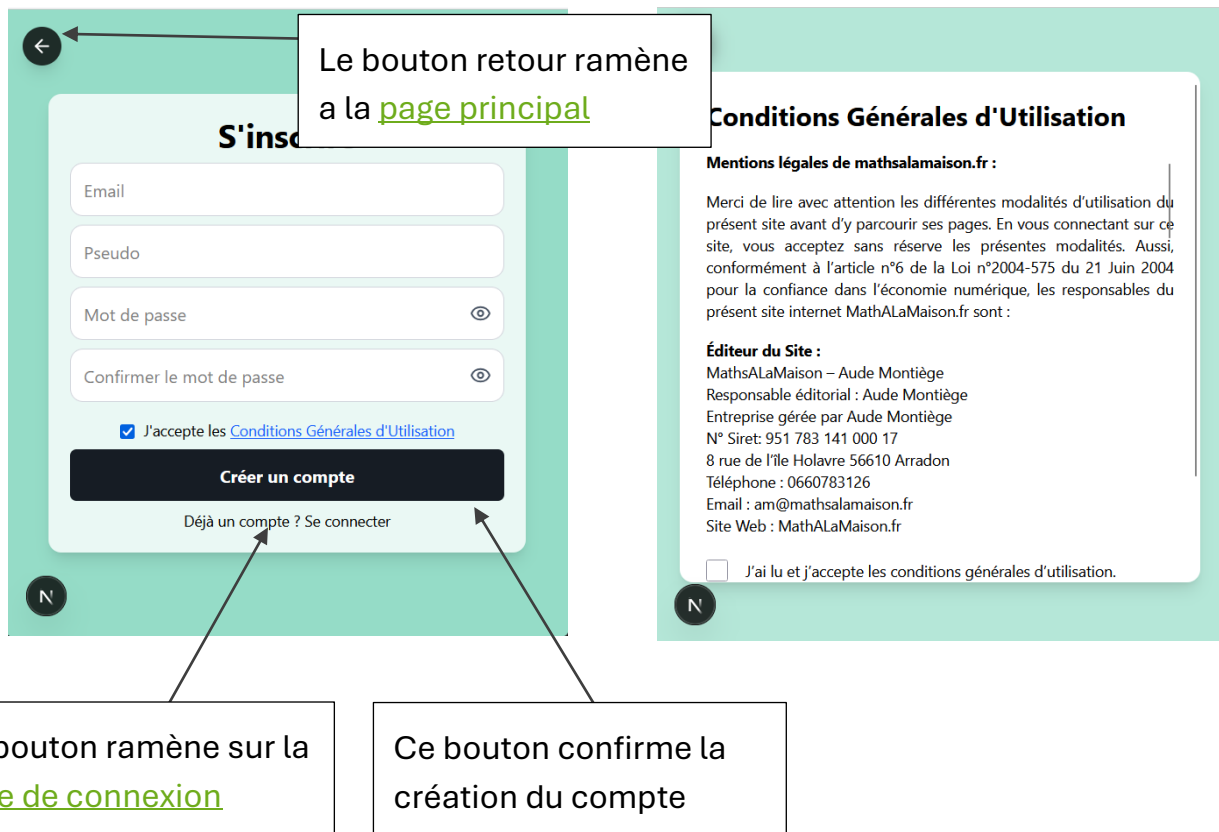 Le bouton retour ramène
a la page principal
S'insc
Email
Pseudo
Mot de passe
Confirmer le mot de passe
J'accepte les Conditions Générales d'Utilisation
Créer un compte
Déjà un compte ? Se connecter
N
bouton ramène sur la
e de connexion
Ce bouton confirme la
création du compte
Conditions Générales d'Utilisation
Mentions légales de mathsalamaison.fr :
Merci de lire avec attention les différentes modalités d’utilisation du
présent site avant d’y parcourir ses pages. En vous connectant sur ce
site, vous acceptez sans réserve les présentes modalités. Aussi,
conformément à l’article n°6 de la Loi n°2004-575 du 21 Juin 2004
pour la confiance dans l’économie numérique, les responsables du
présent site internet MathALaMaison.fr sont :
Éditeur du Site :
MathsALaMaison – Aude Montiège
Responsable éditorial : Aude Montiège
Entreprise gérée par Aude Montiège
N° Siret: 951 783 141 000 17
8 rue de l’île Holavre 56610 Arradon
Téléphone : 0660783126
Email : am@mathsalamaison.fr
Site Web : MathALaMaison.fr
J’ai lu et j’accepte les conditions générales d’utilisation.
N